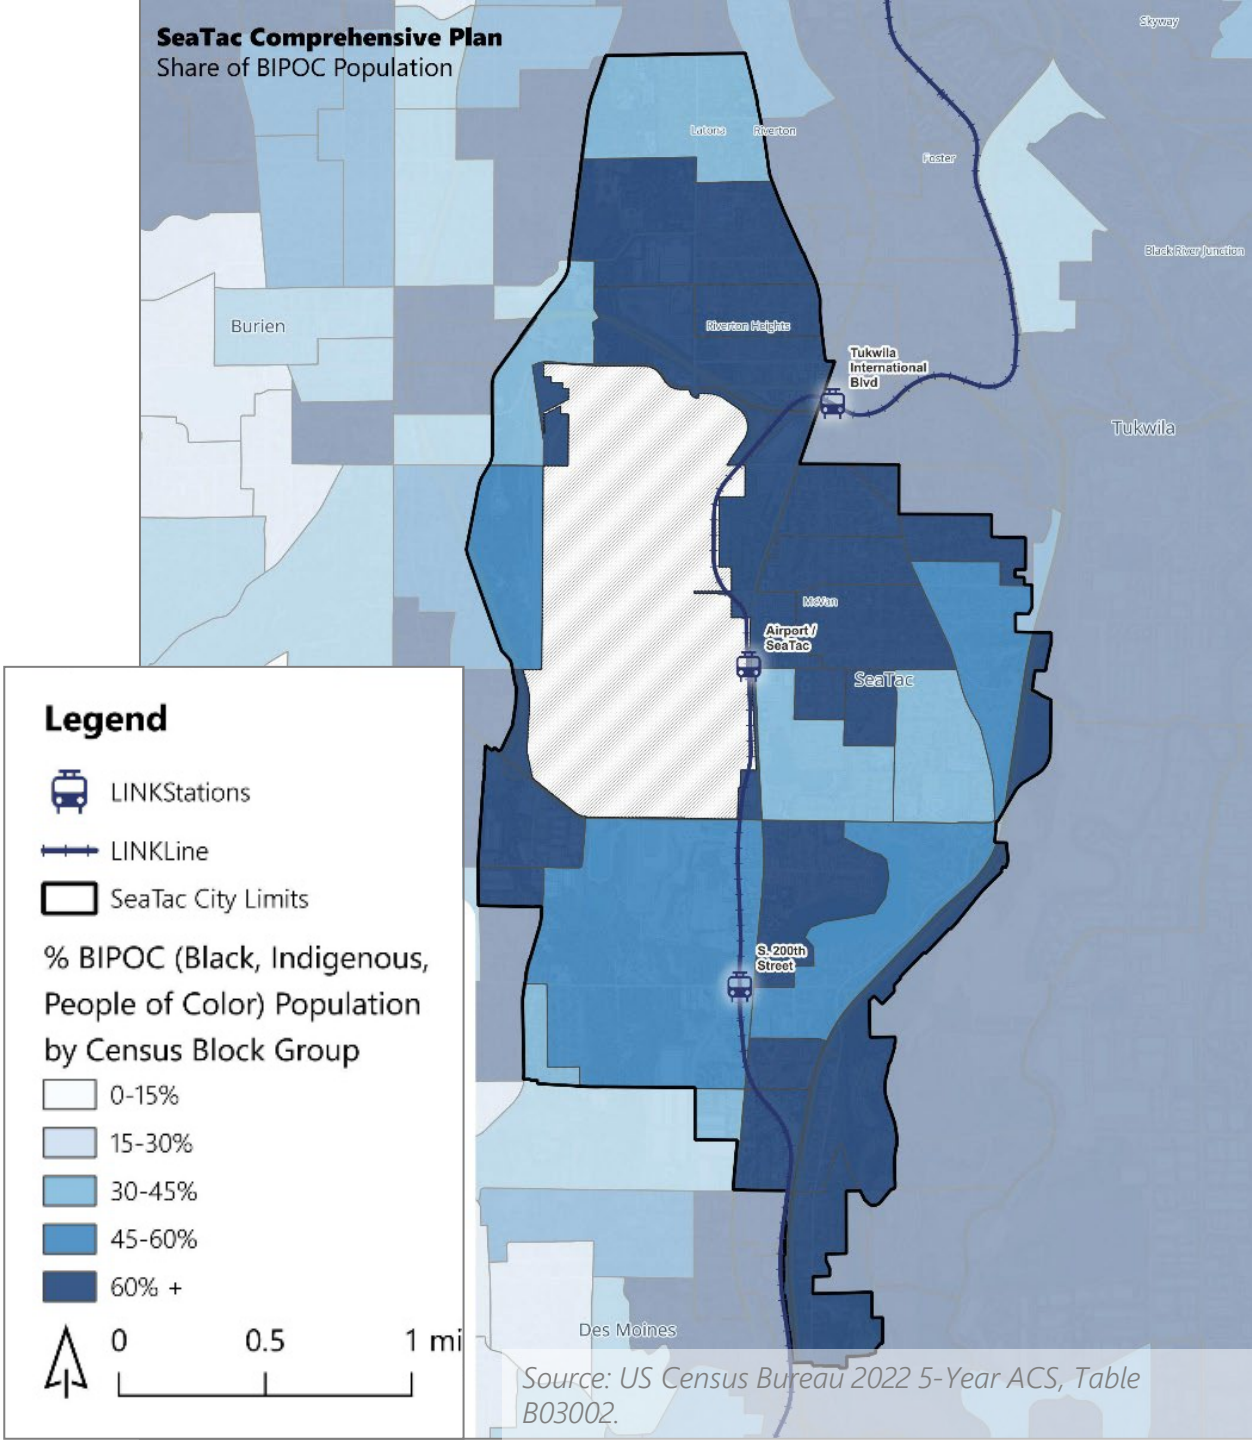 SeaTac Comprehensive Plan
Share of BIPOC Population
Skyway
Latona
Riverton
Foster
Black River Junction
Burien
Riverton Heights
Tukwila
International
Blvd
Tukwila
McVan
Airport /
SeaTac
SeaTac
S. 200th
Street
Des Moines
Legend
LINKStations
LINKLine
SeaTac City Limits
% BIPOC (Black, Indigenous,
People of Color) Population
by Census Block Group
0-15%
15-30%
30-45%
45-60%
60% +
0 0.5 1 mi
Source: US Census Bureau 2022 5-Year ACS, Table
B03002.